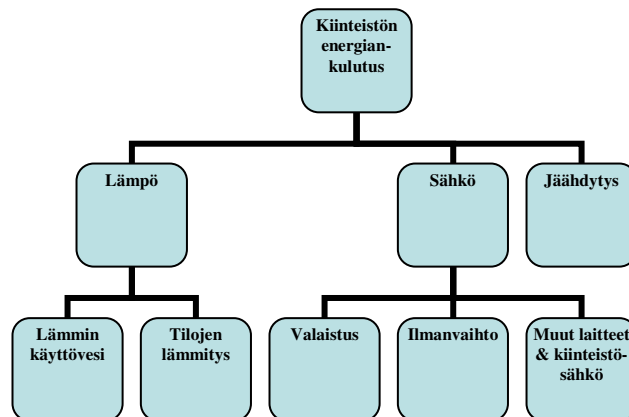 Kiinteistön
energian-
kulutus
Lämpö
Sähkö
Jäähdytys
Lämmin
käyttövesi
Tilojen
lämmitys
Valaistus
Ilmanvaihto
Muut laitteet
& kiinteistö-
sähkö